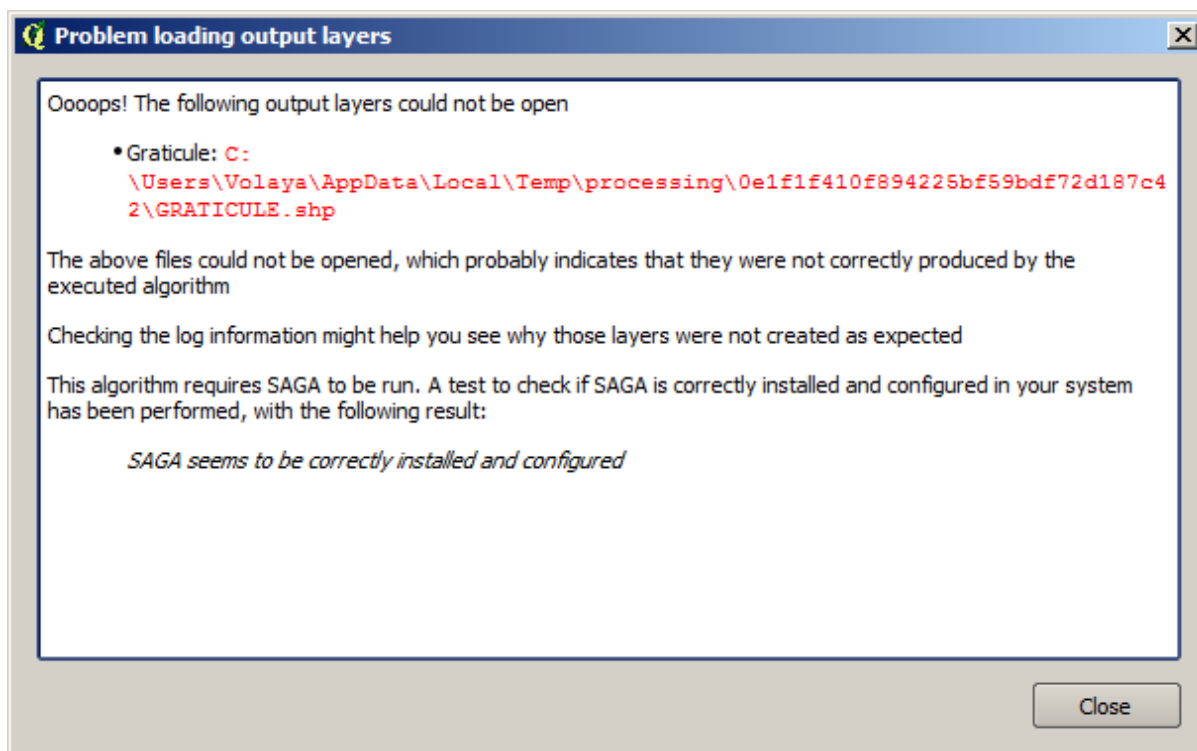 Problem loading output layers
Oooops! The following output layers could not be open
• Graticule: C:
\Users\Volaya\AppData\Local\Temp\processing\0e1f1f410f894225bf59bdf72d187c4
2\GRATICULE.shp
The above files could not be opened, which probably indicates that they were not correctly produced by the
executed algorithm
Checking the log information might help you see why those layers were not created as expected
This algorithm requires SAGA to be run. A test to check if SAGA is correctly installed and configured in your system
has been performed, with the following result:
SAGA seems to be correctly installed and configured
Close